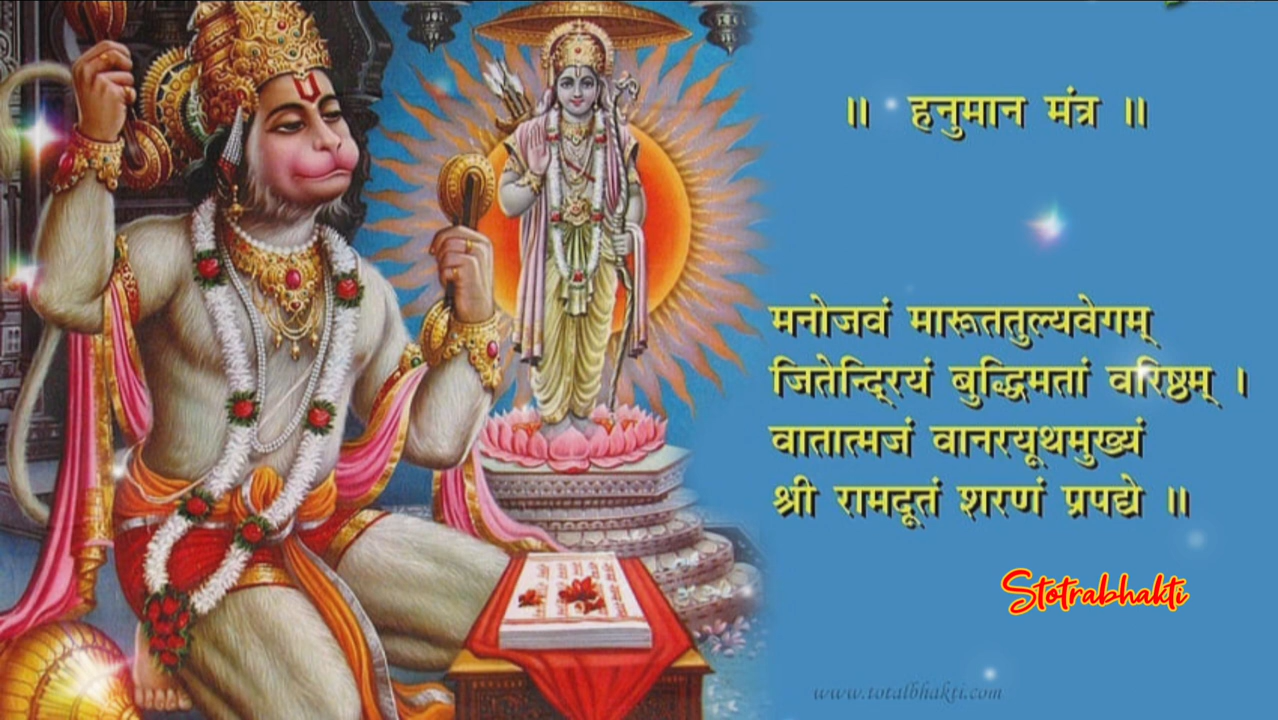 ॥ हनुमान मंत्र ॥
मनोजवं मारूततुल्यवेगम्
जितेन्द्रियं बुद्धिमतां वरिष्ठम् ।
वातात्मजं वानरयूथमुख्यं
श्री रामदूतं शरणं प्रपद्ये ॥
Stotrabhakti
www.totalbhakti.com